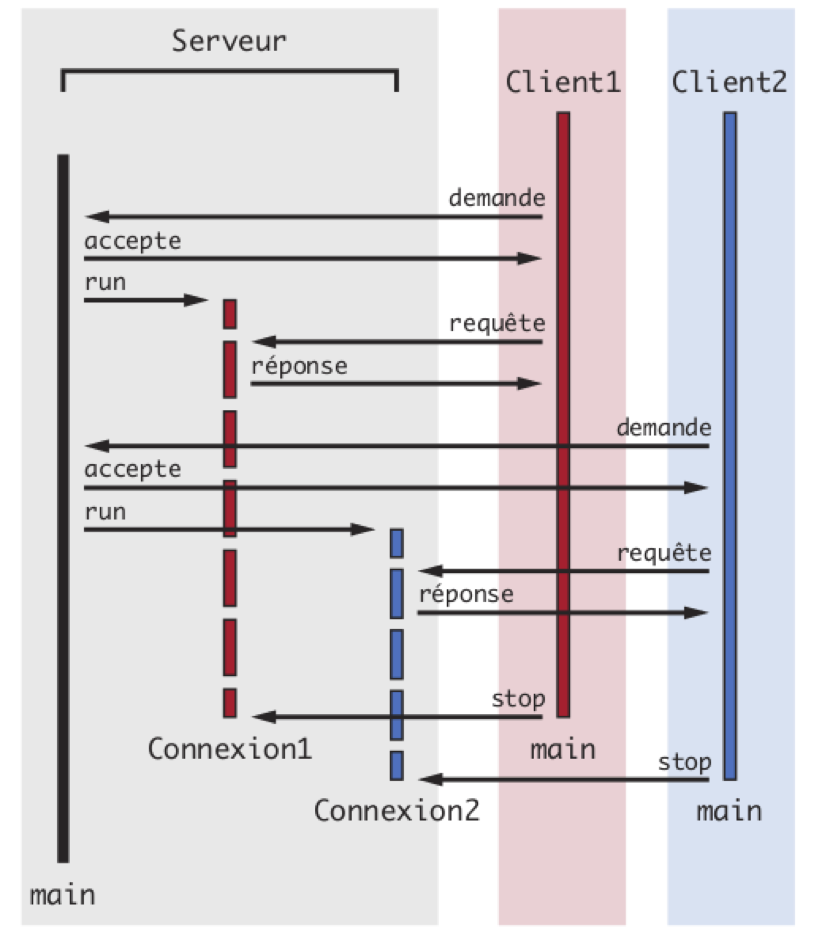 Serveur
Client1
Client2
demande
accepte
run
requête
réponse
demande
accepte
run
requête
réponse
stop
Connexion1
main
stop
Connexion2
main
main